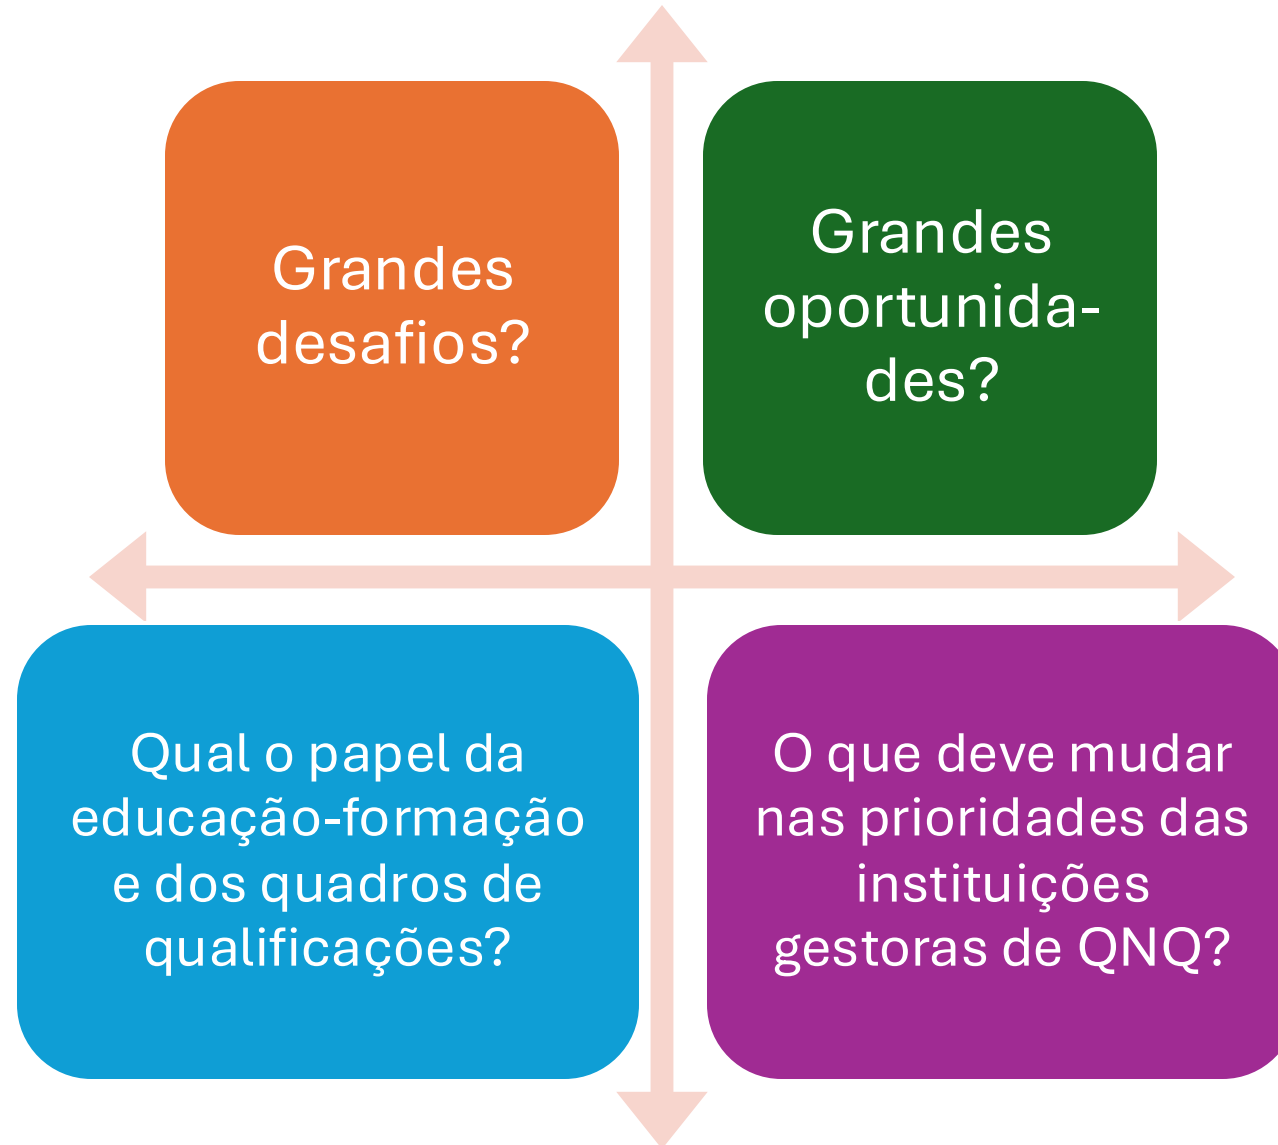 Grandes
desafios?
Grandes
oportunida-
des?
Qual o papel da
educação-formação
e dos quadros de
qualificações?
O que deve mudar
nas prioridades das
instituições
gestoras de QNQ?